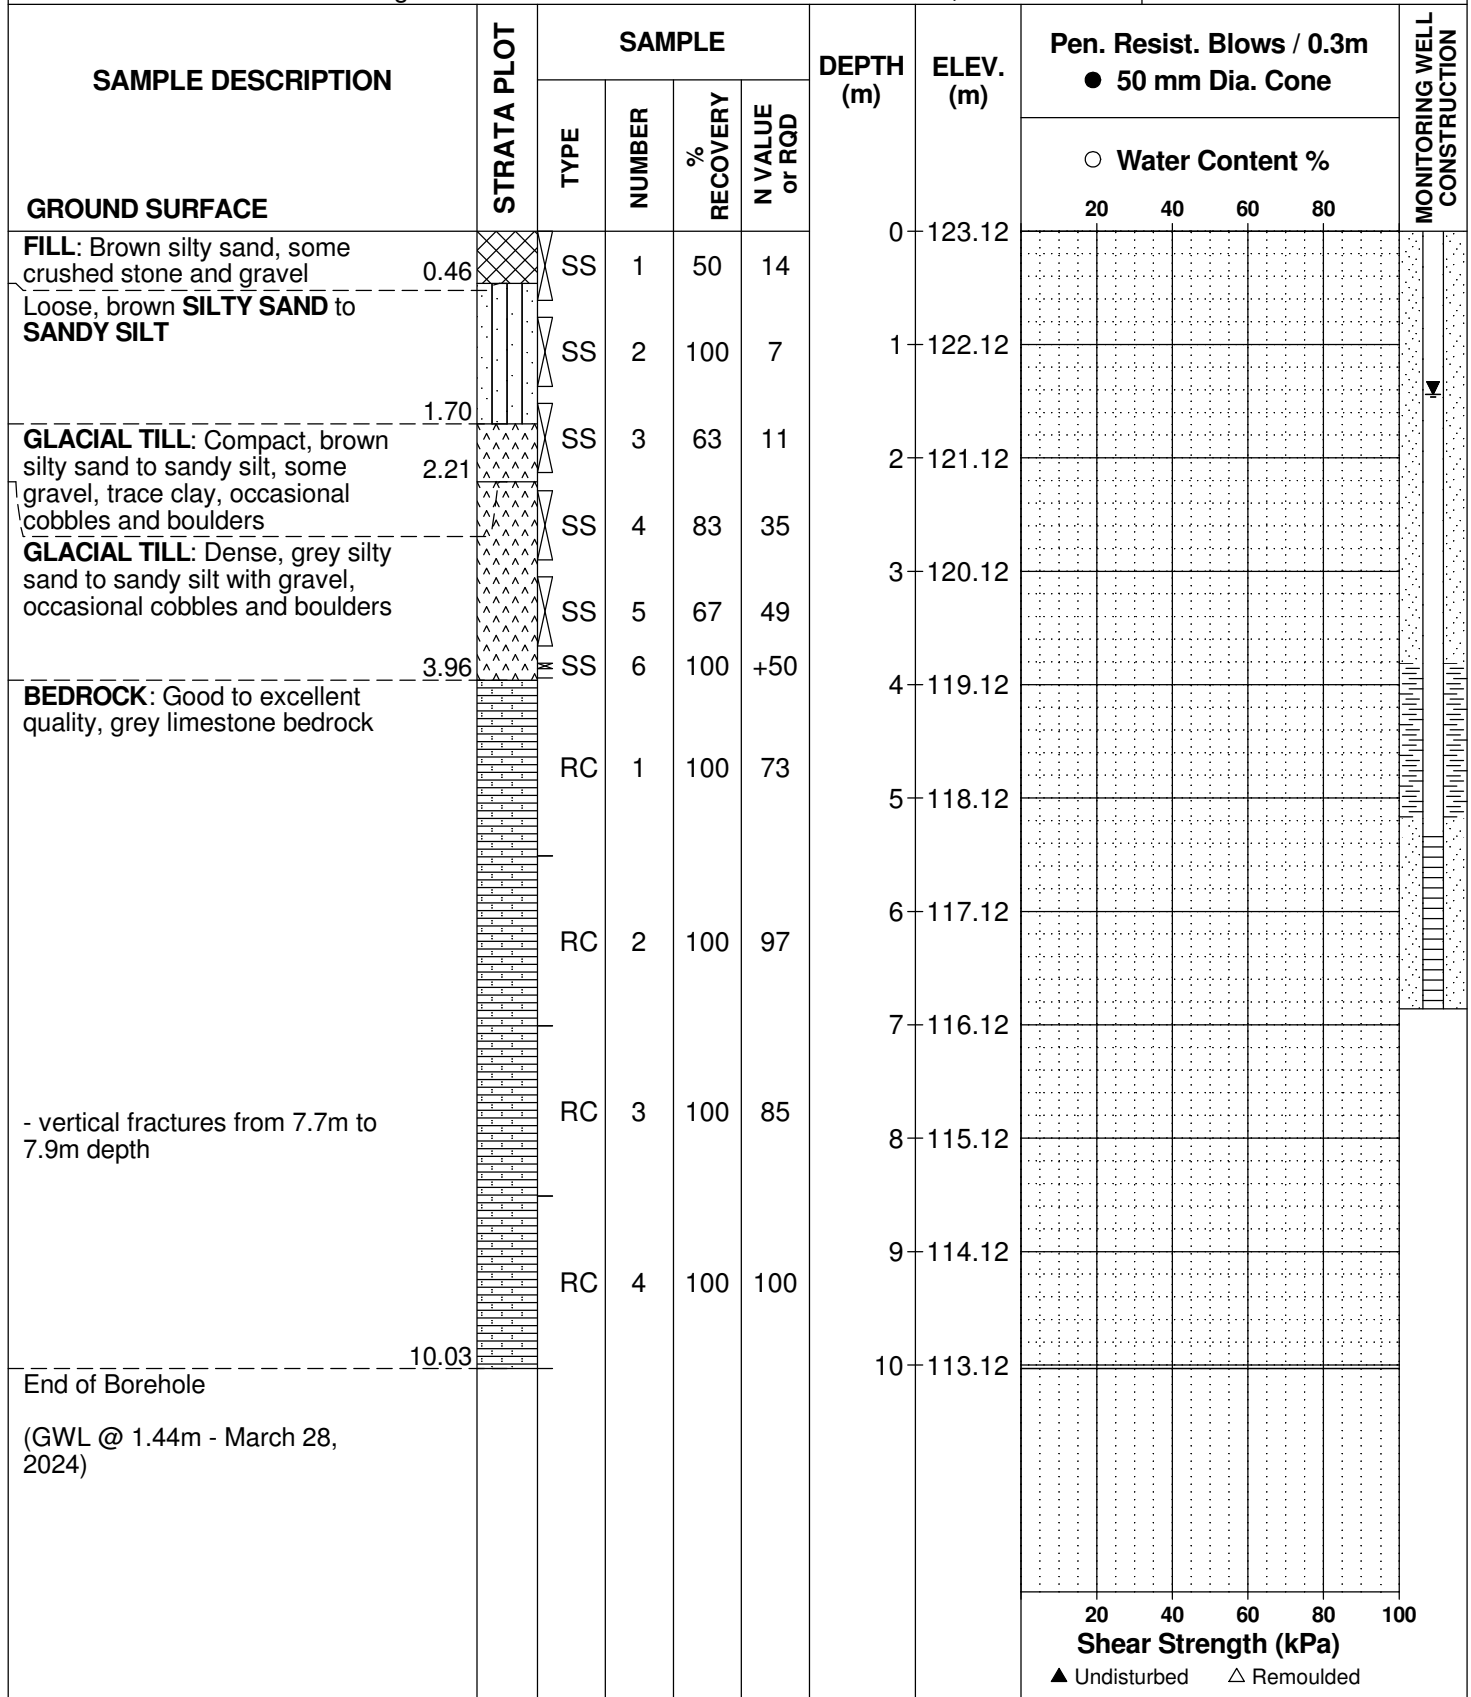 SAMPLE DESCRIPTION
GROUND SURFACE
STRATA PLOT
SAMPLE
TYPE
NUMBER
%
RECOVERY
N VALUE
or RQD
DEPTH
(m)
ELEV.
(m)
Pen. Resist. Blows / 0.3m
● 50 mm Dia. Cone
○ Water Content %
20 40 60 80
MONITORING WELL
CONSTRUCTION
0 123.12
FILL: Brown silty sand, some
crushed stone and gravel 0.46
SS 1 50 14
Loose, brown SILTY SAND to
SANDY SILT
SS 2 100 7
1 122.12
1.70
GLACIAL TILL: Compact, brown
silty sand to sandy silt, some
gravel, trace clay, occasional
cobbles and boulders
2.21
SS 3 63 11
2 121.12
SS 4 83 35
GLACIAL TILL: Dense, grey silty
sand to sandy silt with gravel,
occasional cobbles and boulders
3 120.12
SS 5 67 49
3.96
SS 6 100 +50
4 119.12
BEDROCK: Good to excellent
quality, grey limestone bedrock
RC 1 100 73
5 118.12
6 117.12
RC 2 100 97
7 116.12
- vertical fractures from 7.7m to
7.9m depth
RC 3 100 85
8 115.12
9 114.12
RC 4 100 100
10.03
10 113.12
End of Borehole
(GWL @ 1.44m - March 28,
2024)
20 40 60 80 100
Shear Strength (kPa)
▲ Undisturbed △ Remoulded